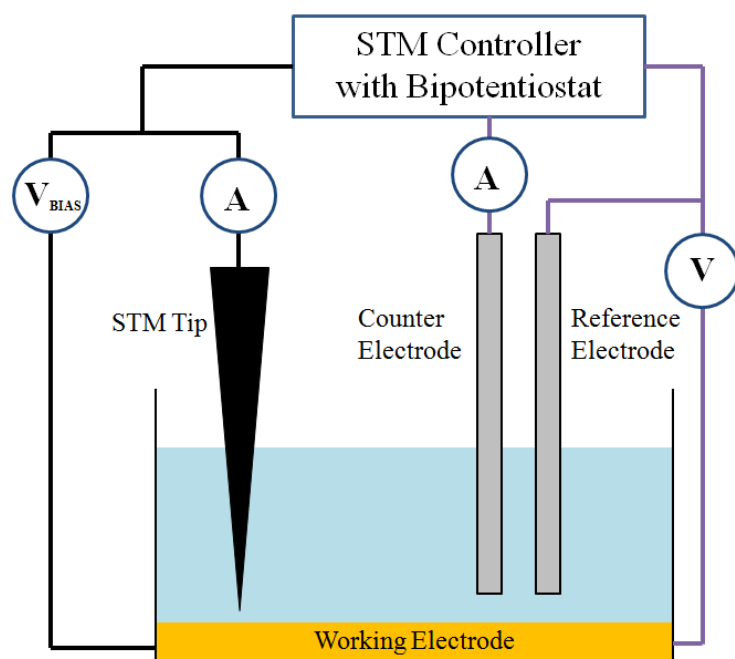 STM Controller
with Bipotentiostat
V BIAS
A
A
V
STM Tip
Counter
Electrode
Reference
Electrode
Working Electrode